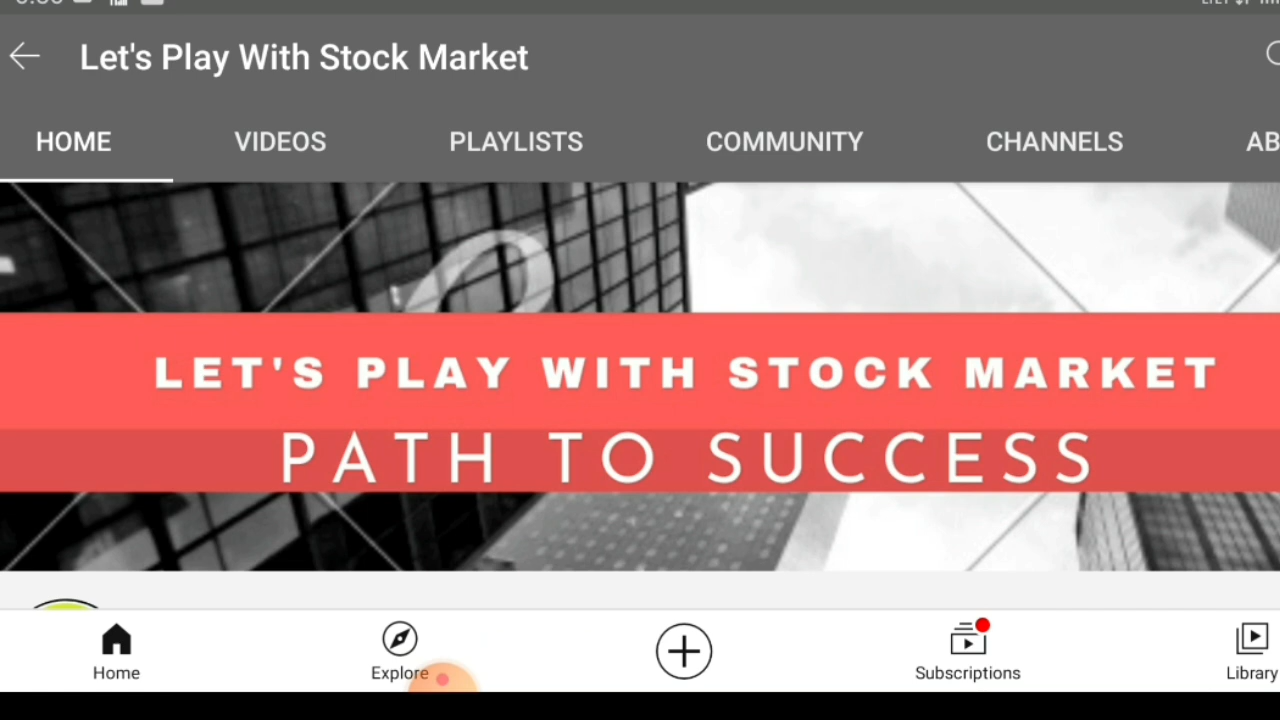 Let's Play With Stock Market
HOME VIDEOS PLAYLISTS COMMUNITY CHANNELS AB
LET'S PLAY WITH STOCK MARKET
PATH TO SUCCESS
Home Explore Subscriptions Library